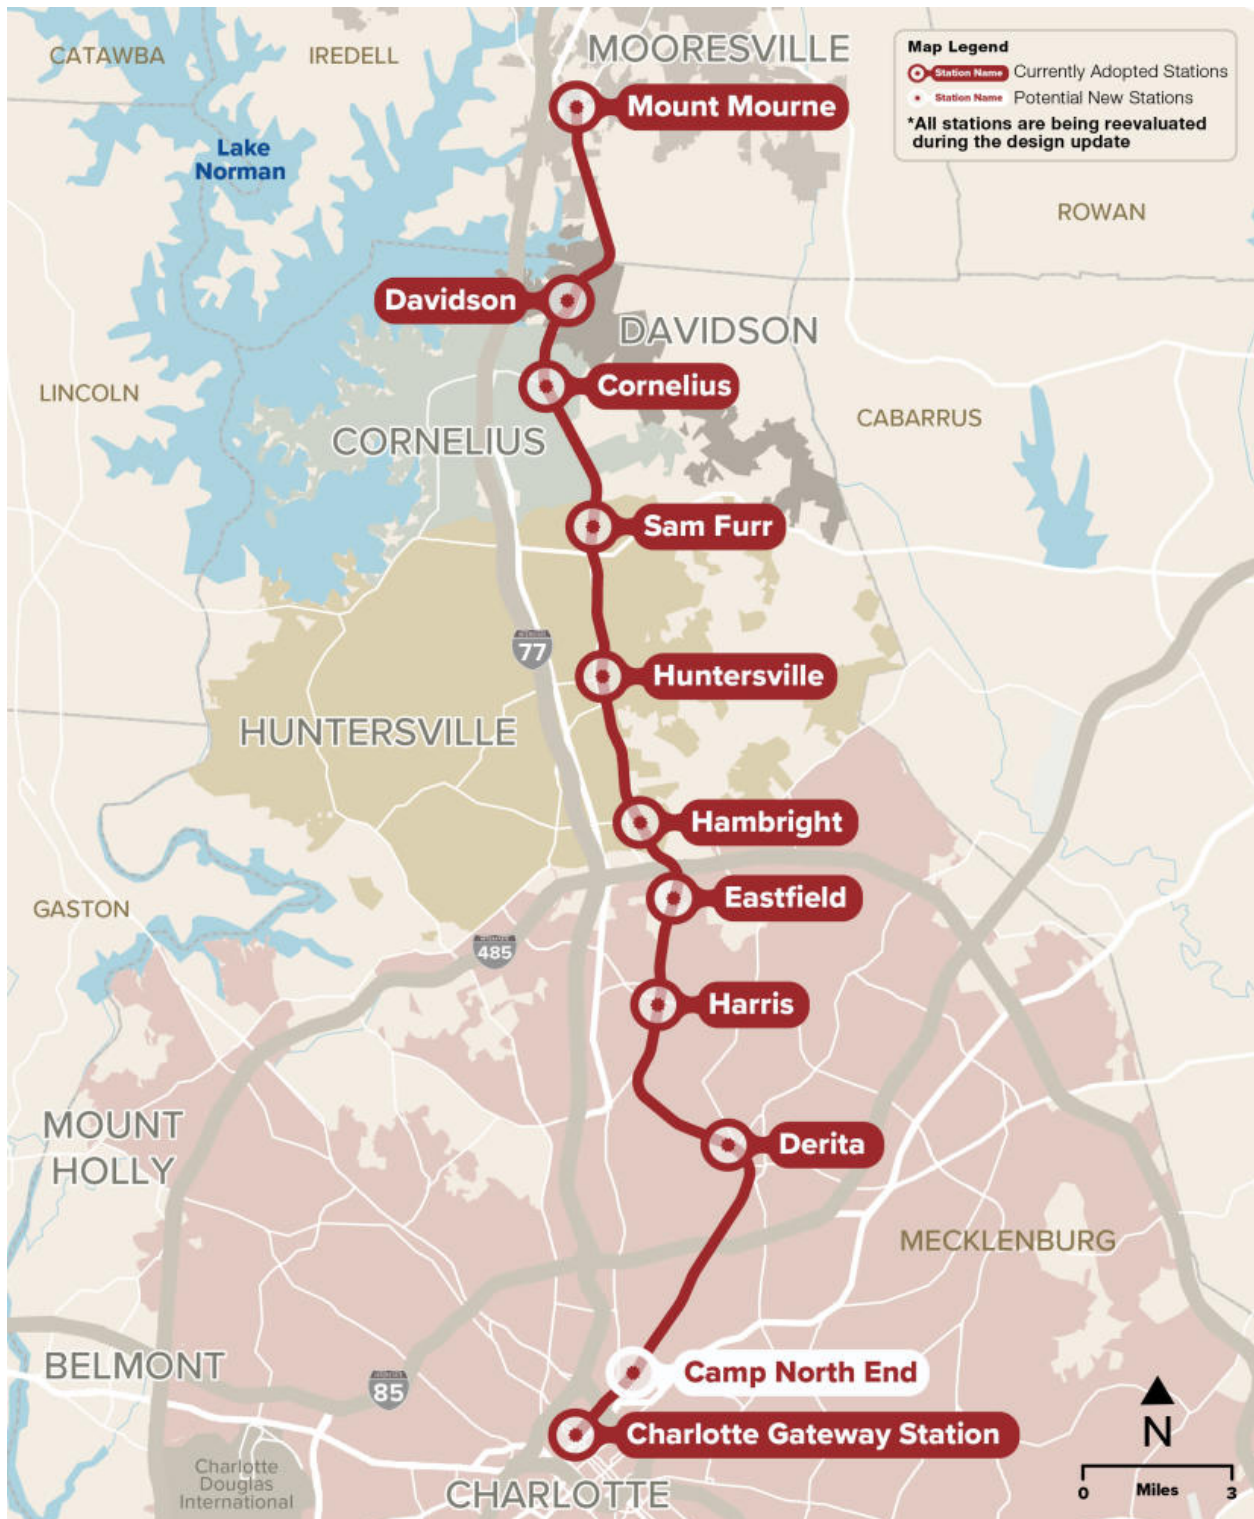 CATAWBA
IREDELL
MOORESVILLE
Map Legend
Station Name Currently Adopted Stations
Station Name Potential New Stations
*All stations are being reevaluated
during the design update
Mount Mourne
Lake
Norman
ROWAN
Davidson
DAVIDSON
LINCOLN
Cornelius
CABARRUS
CORNELIUS
Sam Furr
77
Huntersville
HUNTERSVILLE
Hambright
Eastfield
GASTON
485
Harris
MOUNT
HOLLY
Derita
MECKLENBURG
BELMONT
85
Camp North End
Charlotte Gateway Station
N
Charlotte
Douglas
International
CHARLOTTE
0 Miles 3